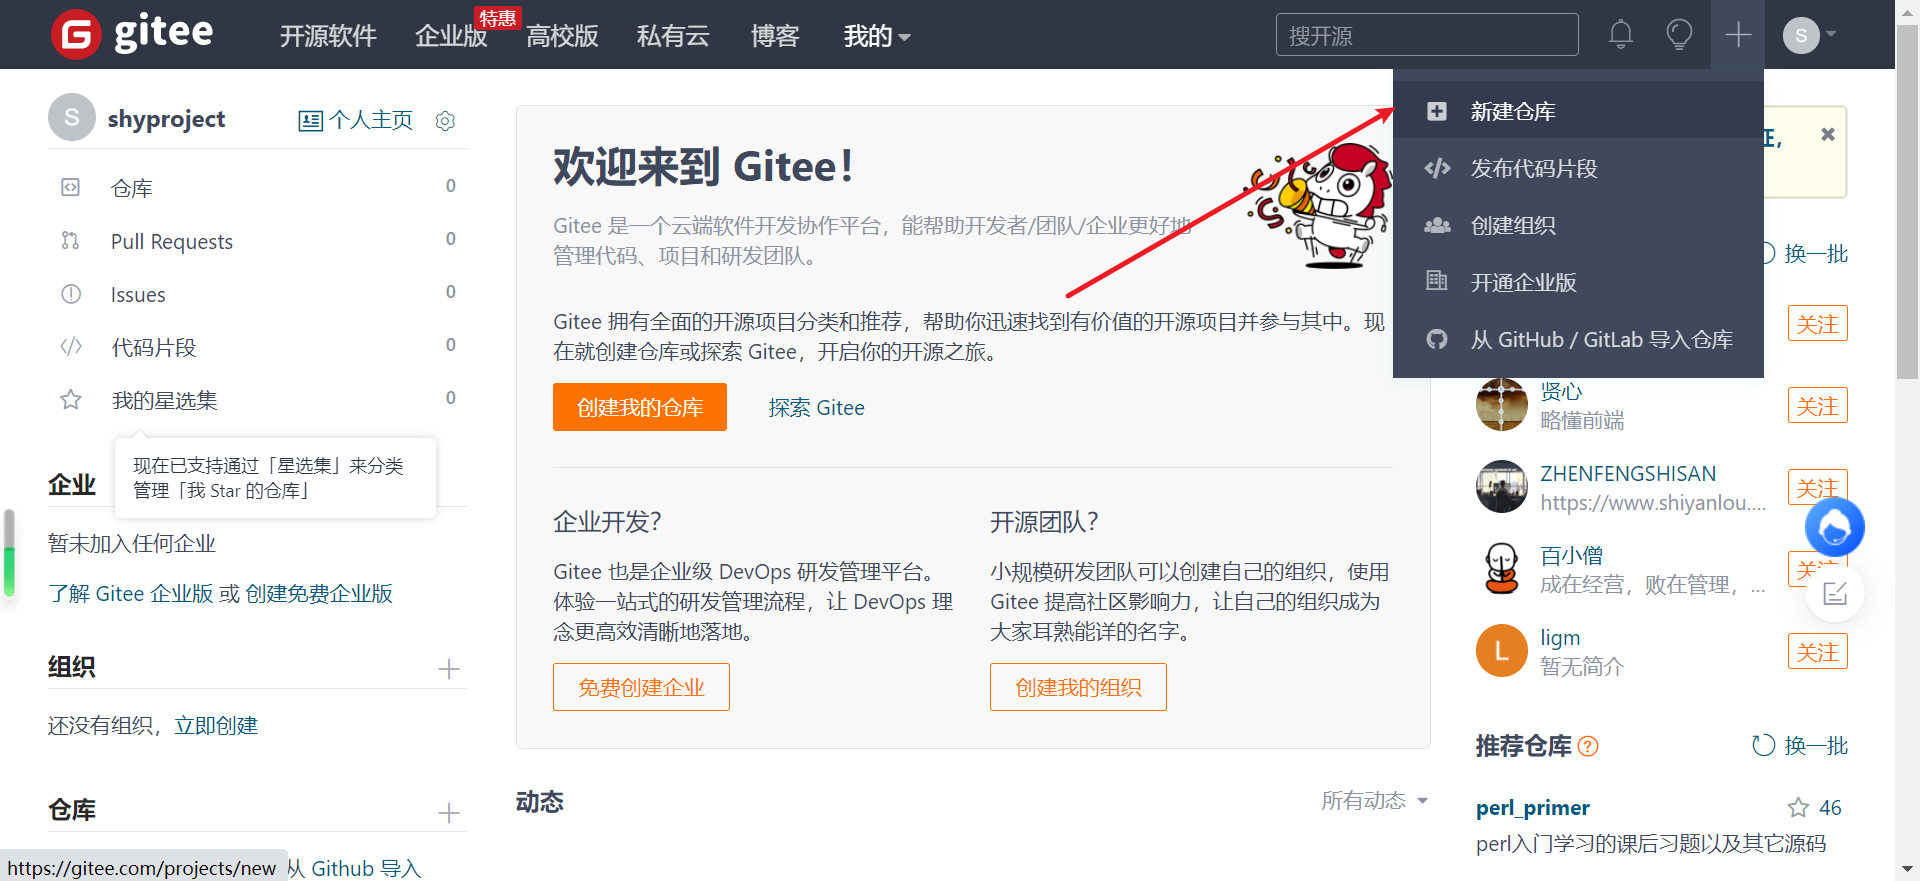 gitee
开源软件
企业版
特惠
高校版
私有云
博客
我的
搜开源
S
S
shyproject
个人主页
仓库
0
Pull Requests
0
Issues
0
代码片段
0
我的星选集
0
现在已支持通过「星选集」来分类
管理「我 Star 的仓库」
企业
暂未加入任何企业
了解 Gitee 企业版 或 创建免费企业版
组织
还没有组织，立即创建
仓库
https://gitee.com/projects/new
从 Github 导入
欢迎来到 Gitee！
Gitee 是一个云端软件开发协作平台，能帮助开发者/团队/企业更好地
管理代码、项目和研发团队。
Gitee 拥有全面的开源项目分类和推荐，帮助你迅速找到有价值的开源项目并参与其中。现
在就创建仓库或探索 Gitee，开启你的开源之旅。
创建我的仓库
探索 Gitee
企业开发？
Gitee 也是企业级 DevOps 研发管理平台。
体验一站式的研发管理流程，让 DevOps 理
念更高效清晰地落地。
免费创建企业
开源团队？
小规模研发团队可以创建自己的组织，使用
Gitee 提高社区影响力，让自己的组织成为
大家耳熟能详的名字。
创建我的组织
动态
所有动态
新建仓库
发布代码片段
创建组织
开通企业版
从 GitHub / GitLab 导入仓库
换一批
关注
贤心
略懂前端
关注
ZHENFENGSHISAN
https://www.shiyanlou....
关注
百小僧
成在经营，败在管理，...
关注
L
ligm
暂无简介
关注
推荐仓库
换一批
perl_primer
46
perl入门学习的课后习题以及其它源码